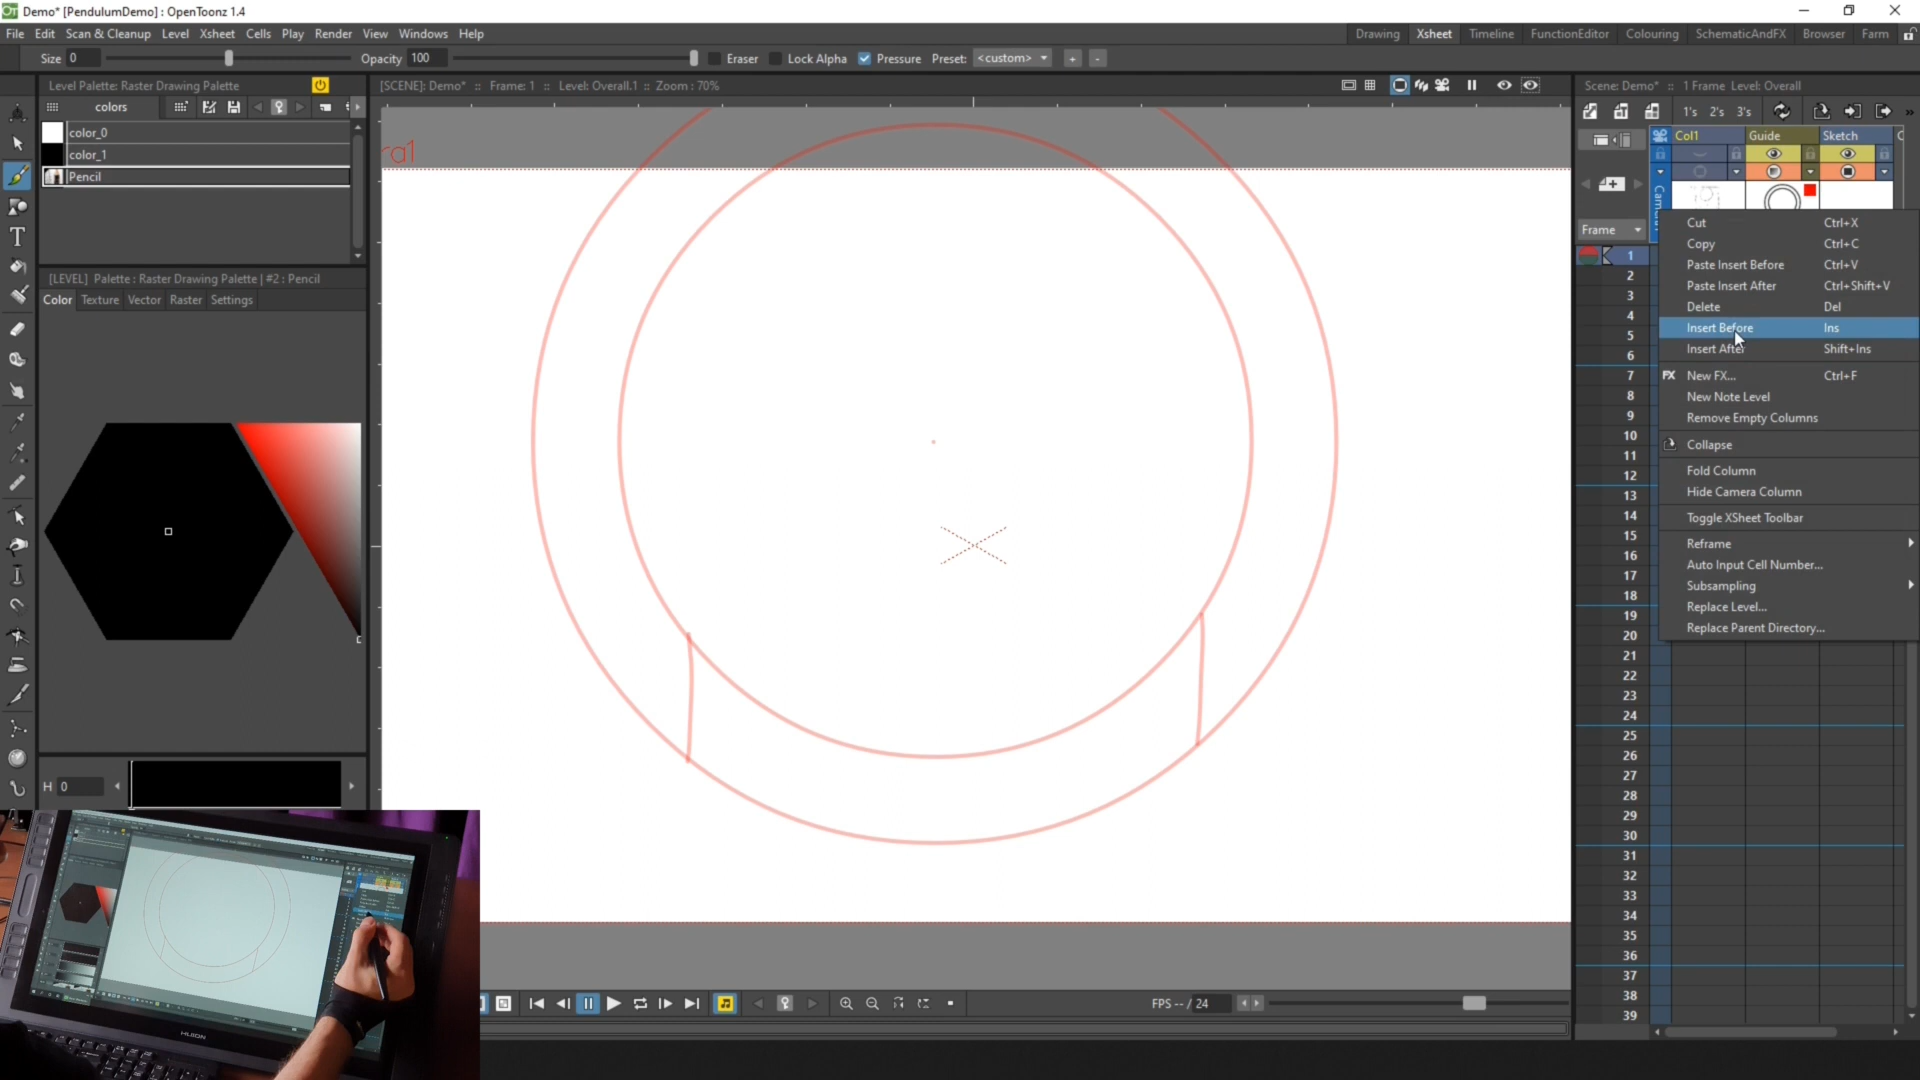 Demo* [PendulumDemo] : OpenToonz 1.4
File Edit Scan & Cleanup Level Xsheet Cells Play Render View Windows Help
Drawing Xsheet Timeline FunctionEditor Colouring SchematicAndFX Browser Farm
Size 0 Opacity 100 Eraser Lock Alpha Pressure Preset: <custom> + -
Level Palette: Raster Drawing Palette
[SCENE]: Demo* :: Frame: 1 :: Level: Overall.1 :: Zoom : 70%
Scene: Demo* :: 1 Frame Level: Overall
colors
1's 2's 3's
color_0
color_1
Pencil
ra1
Col1 Guide Sketch
Frame
[LEVEL] Palette : Raster Drawing Palette | #2 : Pencil
Color Texture Vector Raster Settings
Cut Ctrl+X
Copy Ctrl+C
Paste Insert Before Ctrl+V
Paste Insert After Ctrl+Shift+V
Delete Del
Insert Before Ins
Insert After Shift+Ins
FX New FX... Ctrl+F
New Note Level
Remove Empty Columns
Collapse
Fold Column
Hide Camera Column
Toggle XSheet Toolbar
Reframe
Auto Input Cell Number...
Subsampling
Replace Level...
Replace Parent Directory...
1
2
3
4
5
6
7
8
9
10
11
12
13
14
15
16
17
18
19
20
21
22
23
24
25
26
27
28
29
30
31
32
33
34
35
36
37
38
39
H 0
FPS -- / 24
HUION